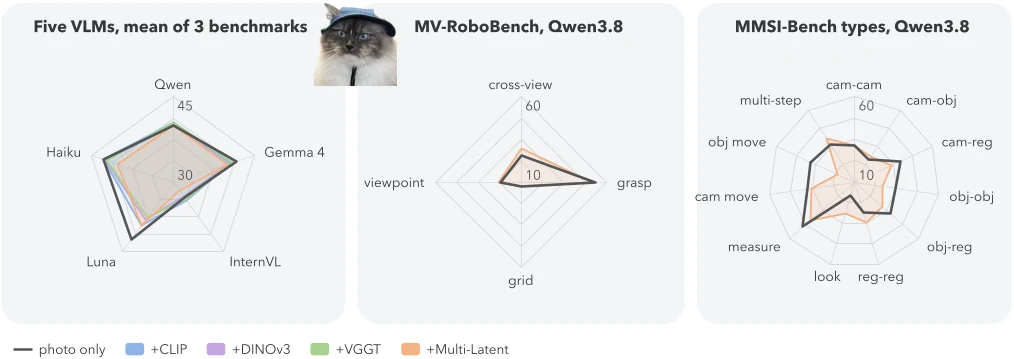 Five VLMs, mean of 3 benchmarks
Qwen
45
Haiku
Gemma 4
30
Luna
InternVL
MV-RoboBench, Qwen3.8
cross-view
60
viewpoint
10
grasp
grid
MMSI-Bench types, Qwen3.8
cam-cam
multi-step
60
cam-obj
obj move
cam-reg
10
cam move
obj-obj
measure
obj-reg
look
reg-reg
photo only
+CLIP
+DINOv3
+VGGT
+Multi-Latent